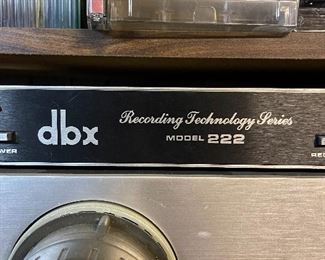 dbx
Recording Technology Series
MODEL 222